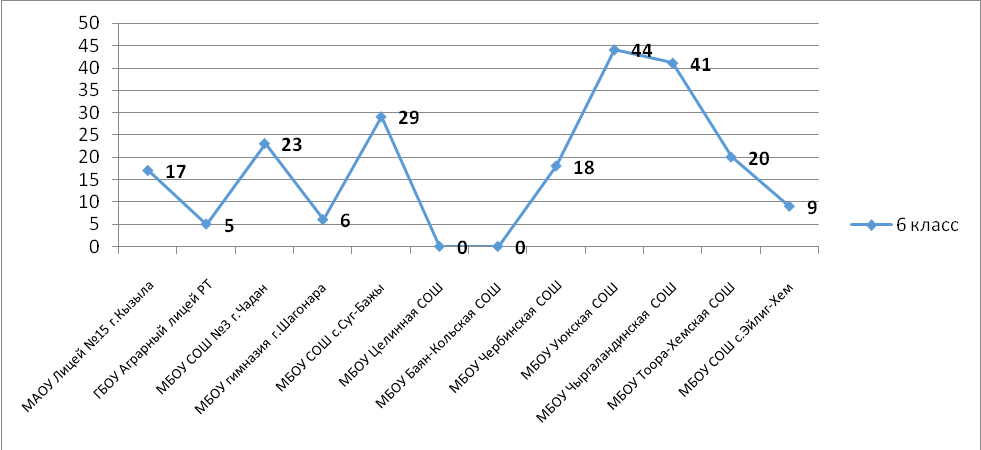 50
45
40
35
30
25
20
15
10
5
0
17
5
23
6
29
0
0
18
44
41
20
9
6 класс
МАОУ Лицей №15 г.Кызыла
ГБОУ Аграрный лицей РТ
МБОУ СОШ №3 г.Чадан
МБОУ гимназия г.Шагонара
МБОУ СОШ с.Суг-Бажы
МБОУ Целинная СОШ
МБОУ Баян-Кольская СОШ
МБОУ Чербинская СОШ
МБОУ Уюкская СОШ
МБОУ Чыргаландинская СОШ
МБОУ Тоора-Хемская СОШ
МБОУ СОШ с.Эйлиг-Хем